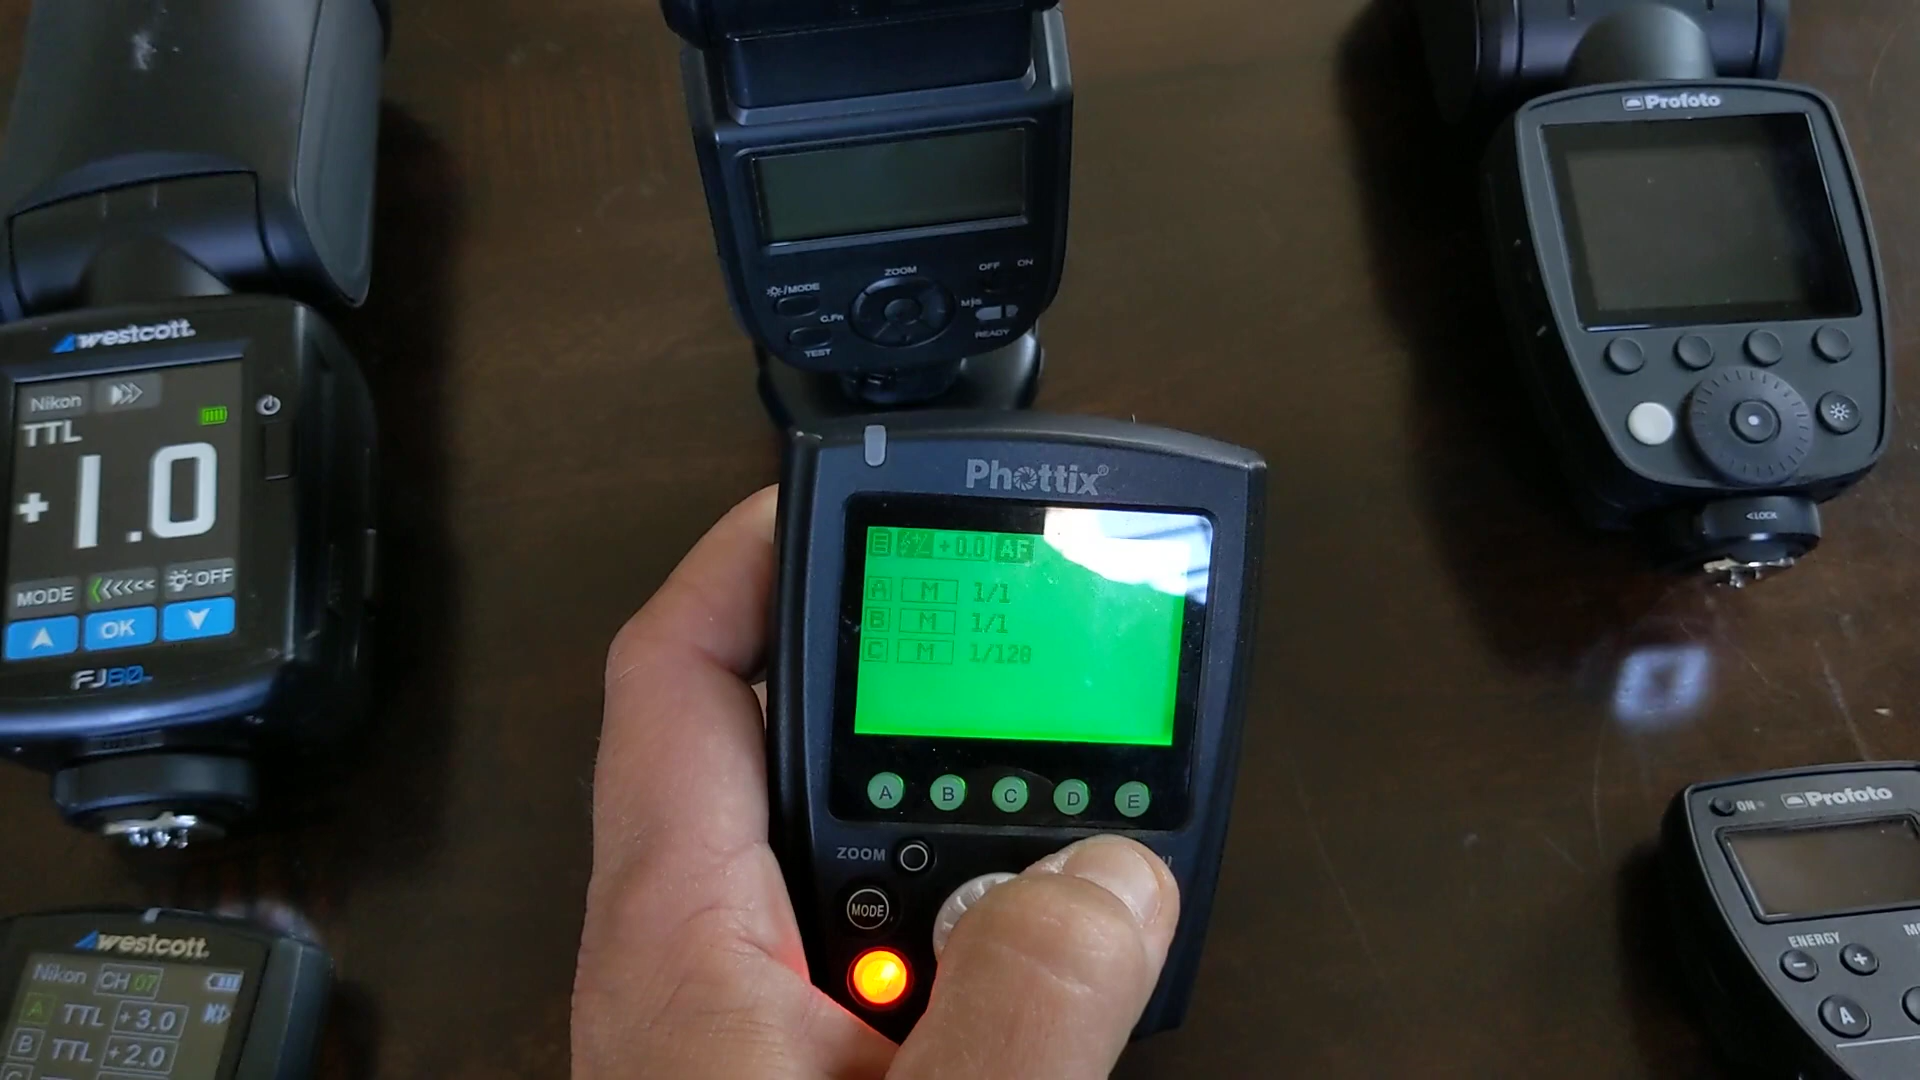 Westcott
Nikon
TTL
+1.0
MODE <<<<<< OFF
OK
FJ80
Westcott
Nikon CH 07
A TTL +3.0
B TTL +2.0
C
ZOOM
OFF ON
/MODE
C.Fn
M/S
TEST
READY
Phottix®
+0.0 AF
A M 1/1
B M 1/1
C M 1/128
A B C D E
ZOOM
MODE
Profoto
<LOCK
ON Profoto
ENERGY
- +
A